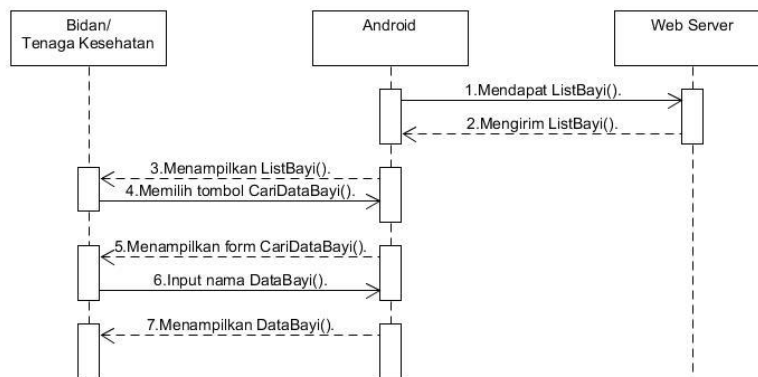 Bidan/
Tenaga Kesehatan
Android
Web Server
1.Mendapat ListBayi().
2.Mengirim ListBayi().
3.Menampilkan ListBayi().
4.Memilih tombol CariDataBayi().
5.Menampilkan form CariDataBayi().
6.Input nama DataBayi().
7.Menampilkan DataBayi().